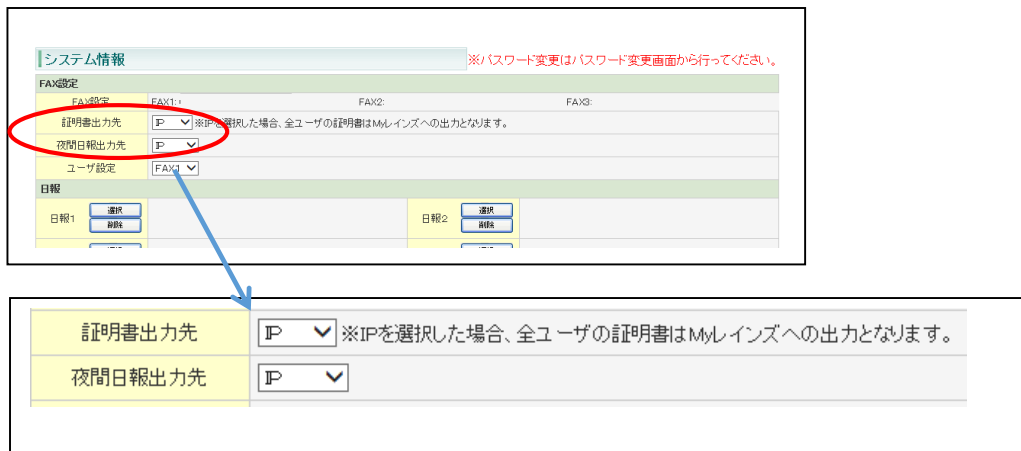 システム情報
※パスワード変更はパスワード変更画面から行ってください。
FAX設定
FAX設定 FAX1: FAX2: FAX3:
証明書出力先 IP ※IPを選択した場合、全ユーザの証明書はMyレインズへの出力となります。
夜間日報出力先 IP
ユーザ設定 FAX1
日報
日報1 選択 日報2 選択
削除 削除
証明書出力先 IP ※IPを選択した場合、全ユーザの証明書はMyレインズへの出力となります。
夜間日報出力先 IP